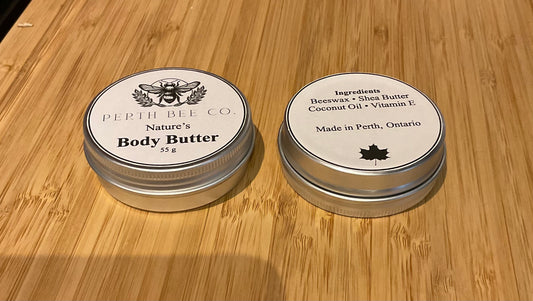 PERTH BEE CO.
Nature's
Body Butter
55 g
Ingredients
Beeswax • Shea Butter
Coconut Oil • Vitamin E
Made in Perth, Ontario